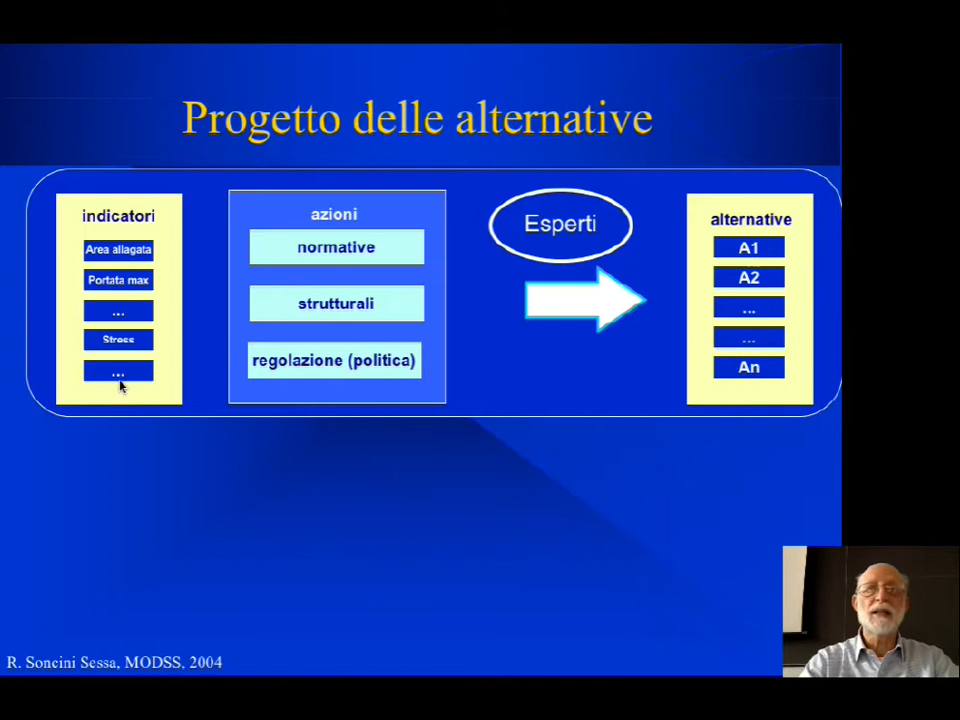 Progetto delle alternative
indicatori
Area allagata
Portata max
...
Stress
...
azioni
normative
strutturali
regolazione (politica)
Esperti
alternative
A1
A2
...
...
An
R. Soncini Sessa, MODSS, 2004